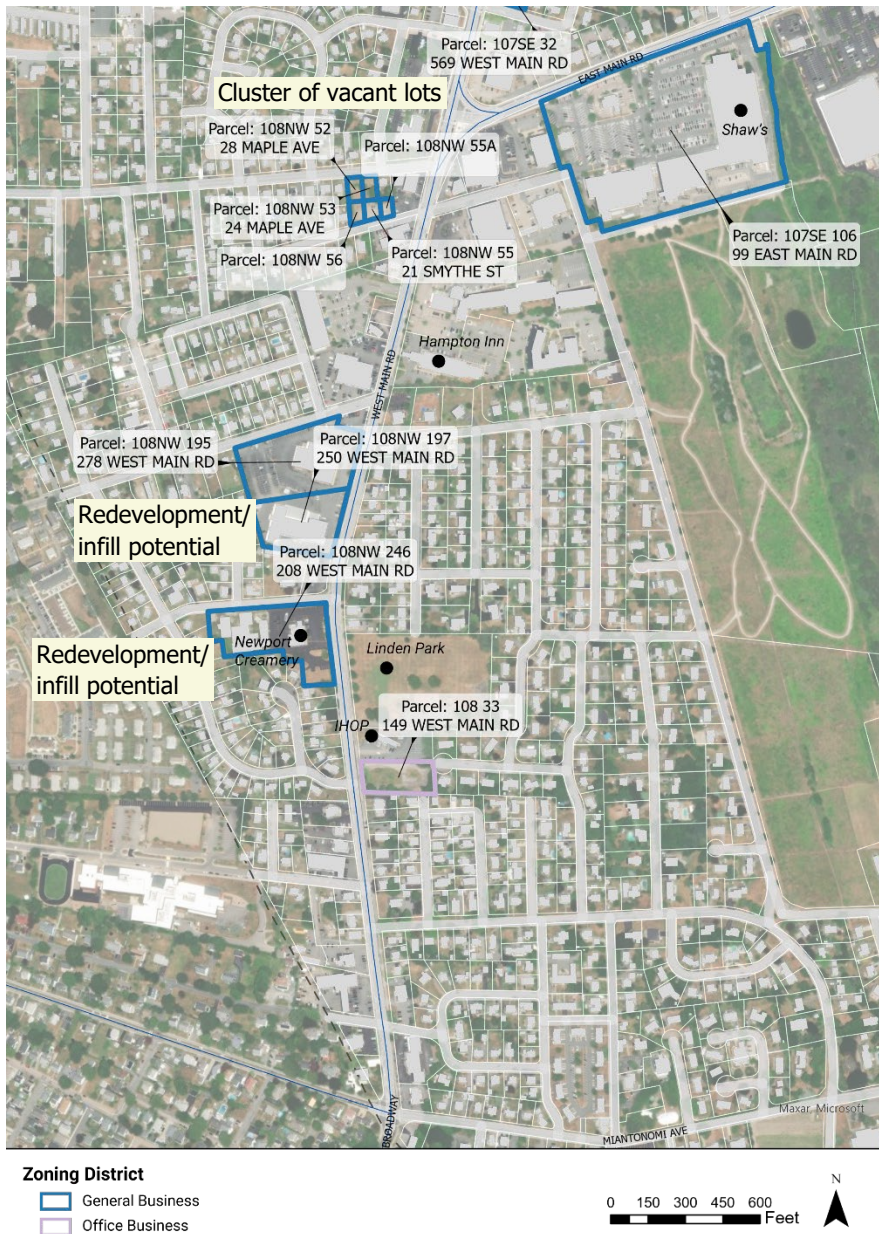 Parcel: 107SE 32
569 WEST MAIN RD
EAST MAIN RD
Cluster of vacant lots
Shaw's
Parcel: 108NW 52
28 MAPLE AVE
Parcel: 108NW 55A
Parcel: 108NW 53
24 MAPLE AVE
Parcel: 108NW 56
Parcel: 108NW 55
21 SMYTHE ST
Parcel: 107SE 106
99 EAST MAIN RD
Hampton Inn
WEST MAIN RD
Parcel: 108NW 195
278 WEST MAIN RD
Parcel: 108NW 197
250 WEST MAIN RD
Redevelopment/
infill potential
Parcel: 108NW 246
208 WEST MAIN RD
Newport
Creamery
Redevelopment/
infill potential
Linden Park
Parcel: 108 33
149 WEST MAIN RD
IHOP
BROADWAY
Maxar, Microsoft
MIANTONOMI AVE
Zoning District
General Business
Office Business
0 150 300 450 600
Feet
N